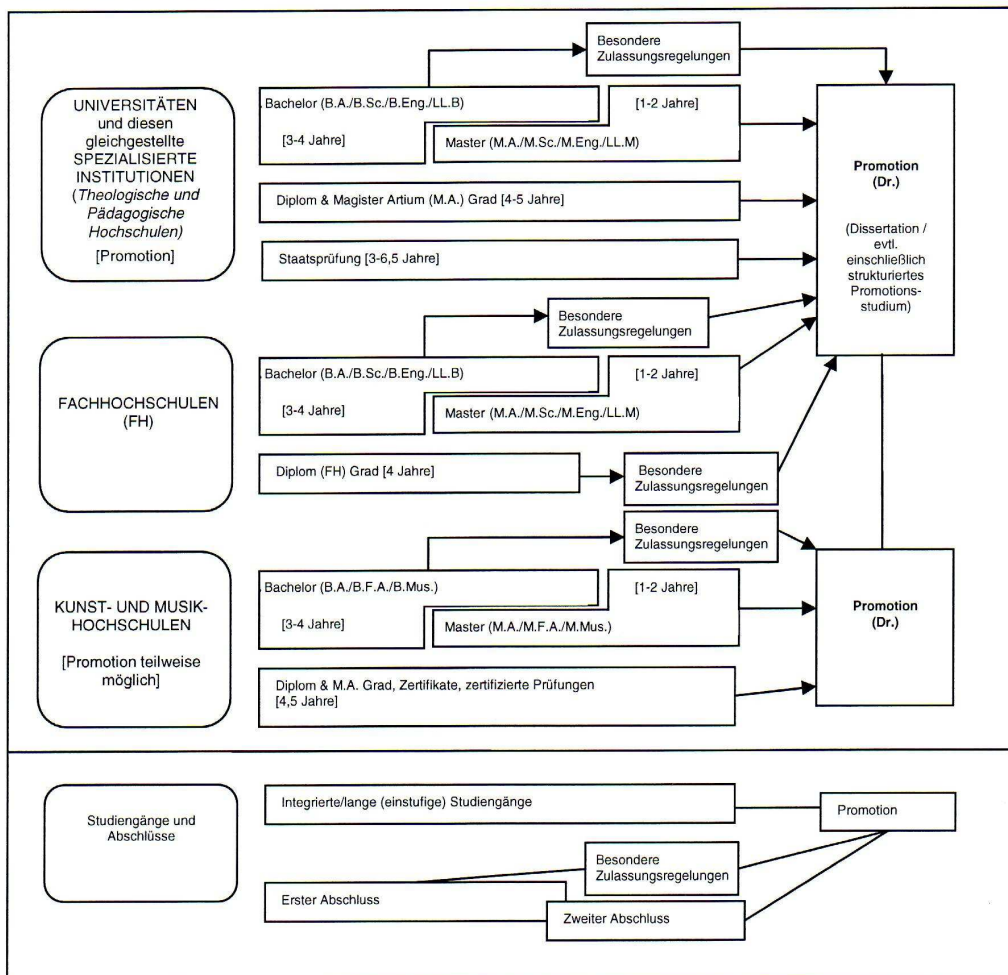 Besondere
Zulassungsregelungen
UNIVERSITÄTEN
und diesen
gleichgestellte
SPEZIALISIERTE
INSTITUTIONEN
(Theologische und
Pädagogische
Hochschulen)
[Promotion]
Bachelor (B.A./B.Sc./B.Eng./LL.B)
[3-4 Jahre]
[1-2 Jahre]
Master (M.A./M.Sc./M.Eng./LL.M)
Diplom & Magister Artium (M.A.) Grad [4-5 Jahre]
Staatsprüfung [3-6,5 Jahre]
Promotion
(Dr.)
(Dissertation /
evtl.
einschließlich
strukturiertes
Promotions-
studium)
Besondere
Zulassungsregelungen
FACHHOCHSCHULEN
(FH)
Bachelor (B.A./B.Sc./B.Eng./LL.B)
[3-4 Jahre]
[1-2 Jahre]
Master (M.A./M.Sc./M.Eng./LL.M)
Diplom (FH) Grad [4 Jahre]
Besondere
Zulassungsregelungen
Besondere
Zulassungsregelungen
KUNST- UND MUSIK-
HOCHSCHULEN
[Promotion teilweise
möglich]
Bachelor (B.A./B.F.A./B.Mus.)
[3-4 Jahre]
[1-2 Jahre]
Master (M.A./M.F.A./M.Mus.)
Diplom & M.A. Grad, Zertifikate, zertifizierte Prüfungen
[4,5 Jahre]
Promotion
(Dr.)
Studiengänge und
Abschlüsse
Integrierte/lange (einstufige) Studiengänge
Promotion
Besondere
Zulassungsregelungen
Erster Abschluss
Zweiter Abschluss